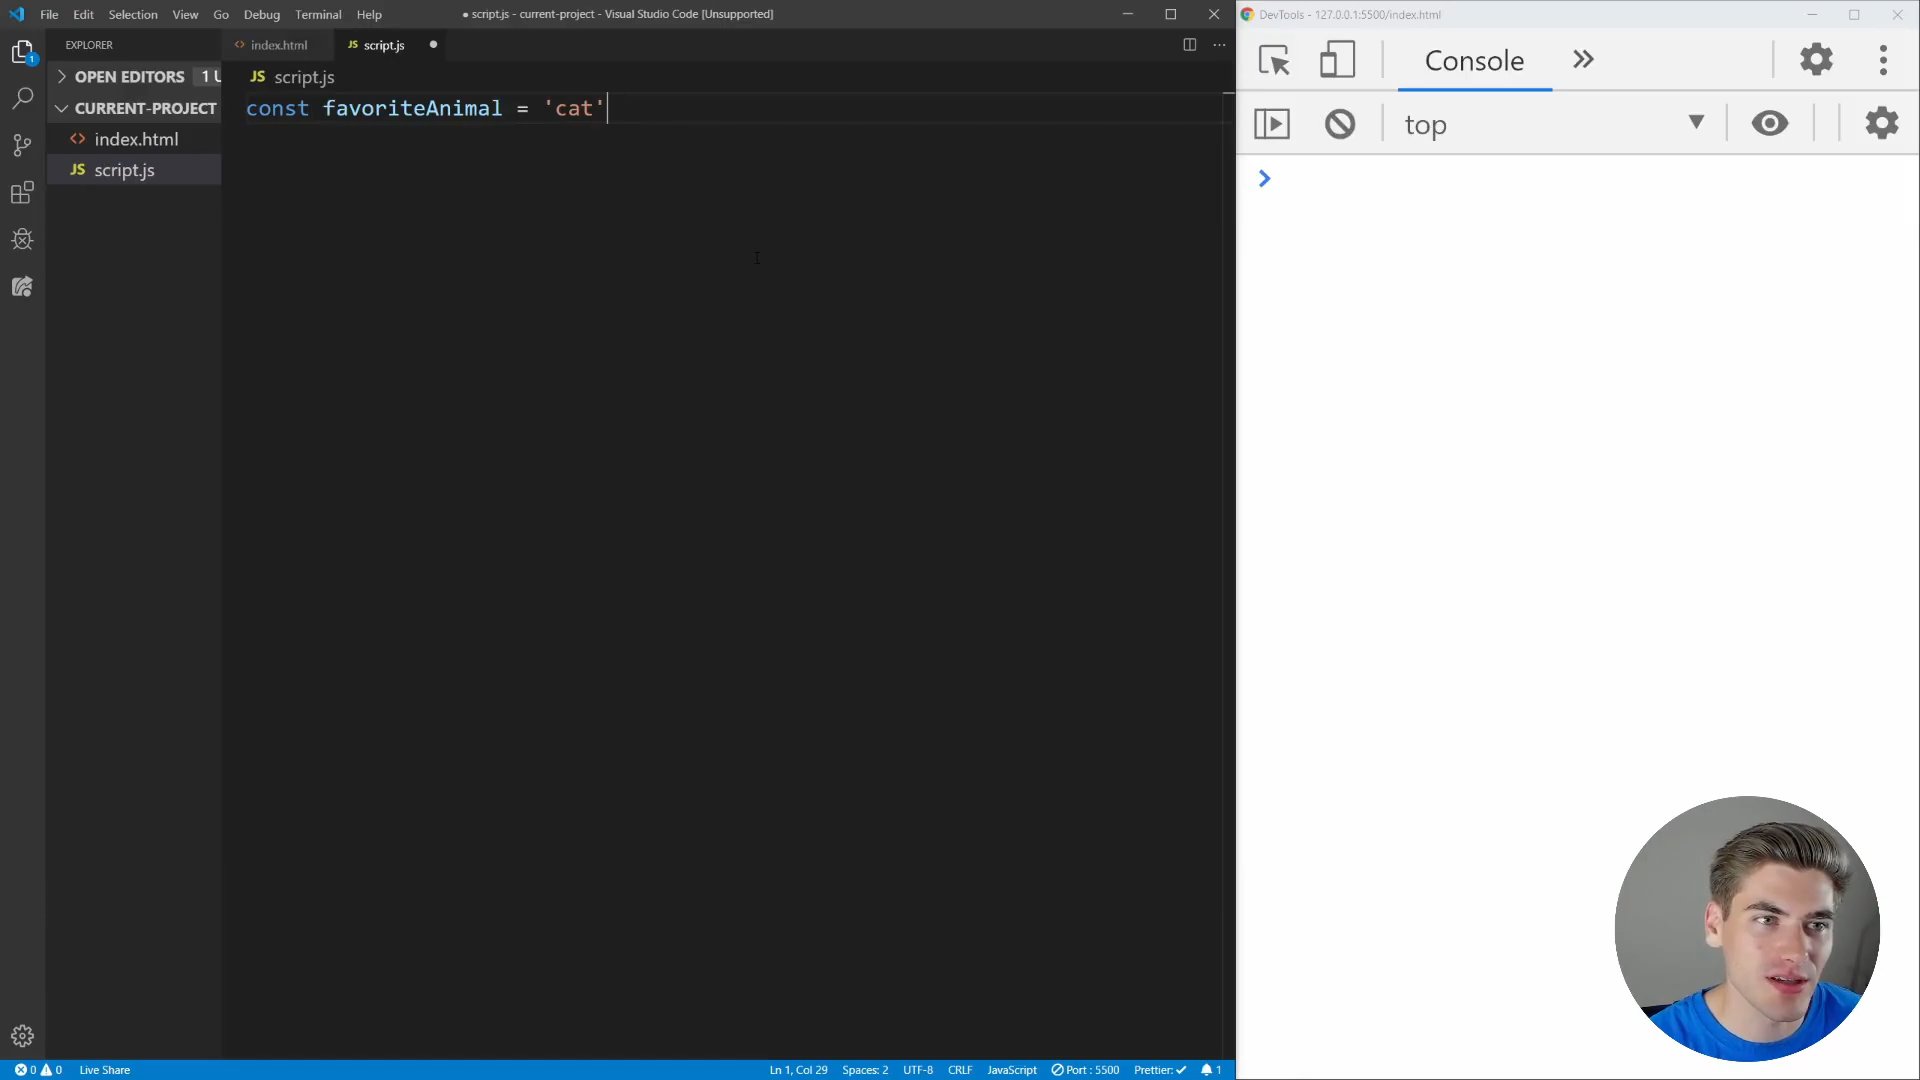 File Edit Selection View Go Debug Terminal Help
● script.js - current-project - Visual Studio Code [Unsupported]
EXPLORER
OPEN EDITORS 1 U
CURRENT-PROJECT
<> index.html
JS script.js
<> index.html
JS script.js ●
JS script.js
const favoriteAnimal = 'cat'
1
0 0 Live Share
Ln 1, Col 29 Spaces: 2 UTF-8 CRLF JavaScript Port : 5500 Prettier: ✓ 1
DevTools - 127.0.0.1:5500/index.html
Console
top